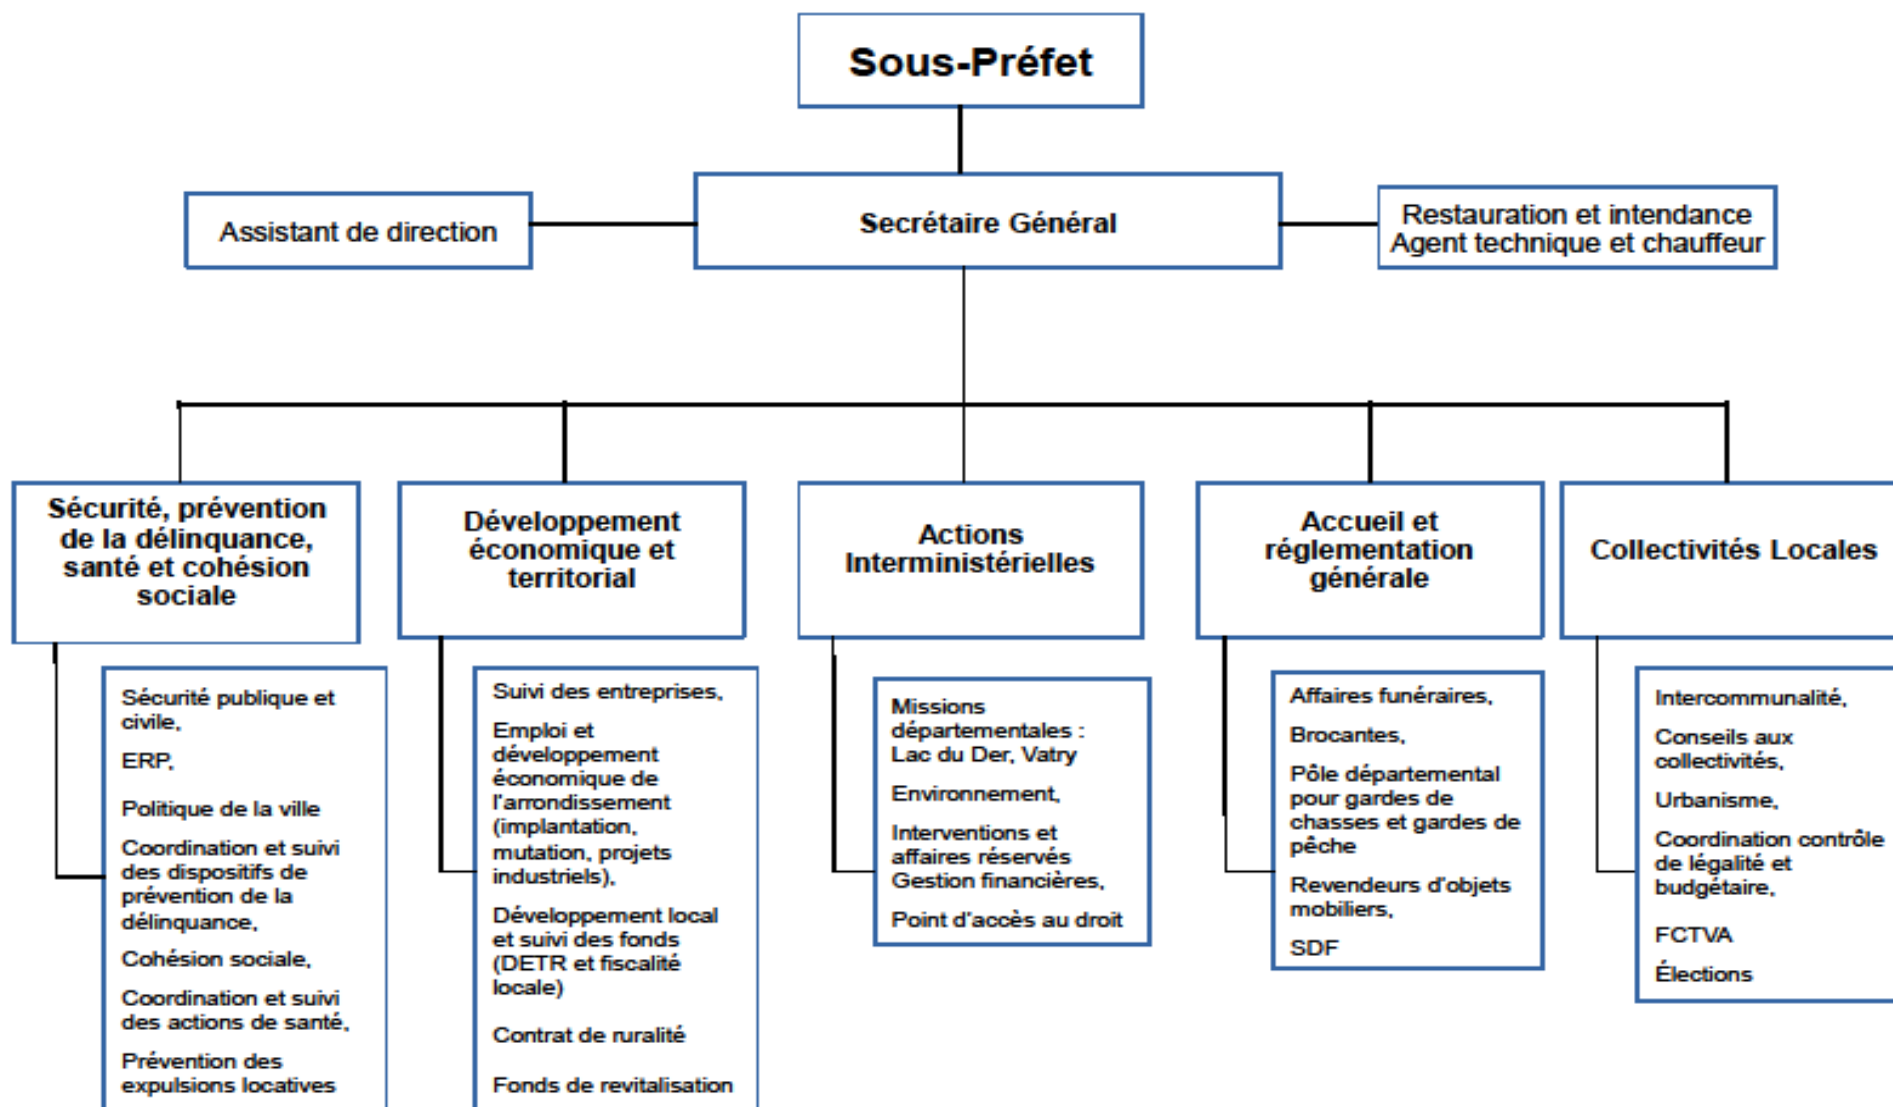 Sous-Préfet
Assistant de direction
Secrétaire Général
Restauration et intendance
Agent technique et chauffeur
Sécurité, prévention
de la délinquance,
santé et cohésion
sociale
Développement
économique et
territorial
Actions
Interministérielles
Accueil et
réglementation
générale
Collectivités Locales
Sécurité publique et
civile,
ERP,
Politique de la ville
Coordination et suivi
des dispositifs de
prévention de la
délinquance,
Cohésion sociale,
Coordination et suivi
des actions de santé,
Prévention des
expulsions locatives
Suivi des entreprises,
Emploi et
développement
économique de
l'arrondissement
(implantation,
mutation, projets
industriels),
Développement local
et suivi des fonds
(DETR et fiscalité
locale)
Contrat de ruralité
Fonds de revitalisation
Missions
départementales :
Lac du Der, Vatry
Environnement,
Interventions et
affaires réservés
Gestion financières,
Point d'accès au droit
Affaires funéraires,
Brocantes,
Pôle départemental
pour gardes de
chasses et gardes de
pêche
Revendeurs d'objets
mobiliers,
SDF
Intercommunalité,
Conseils aux
collectivités,
Urbanisme,
Coordination contrôle
de légalité et
budgétaire,
FCTVA
Élections